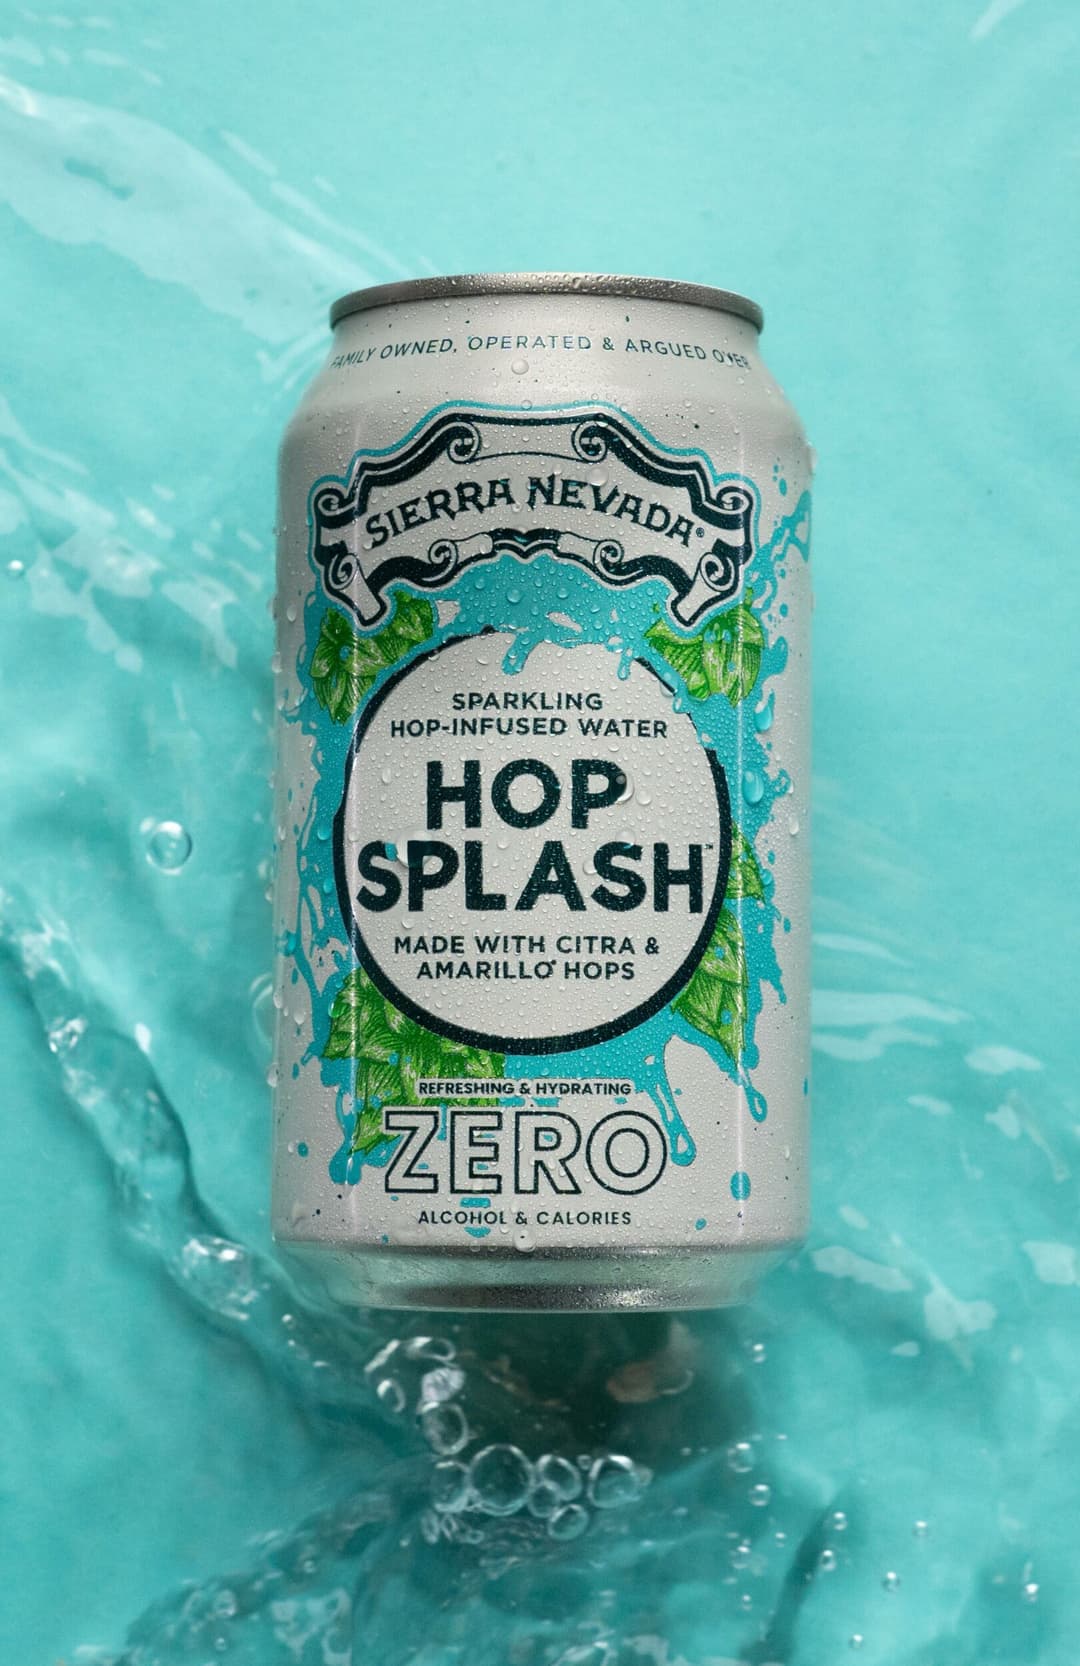 FAMILY OWNED, OPERATED & ARGUED OVER
SIERRA NEVADA®
SPARKLING
HOP-INFUSED WATER
HOP
SPLASH™
MADE WITH CITRA &
AMARILLO® HOPS
REFRESHING & HYDRATING
ZERO
ALCOHOL & CALORIES